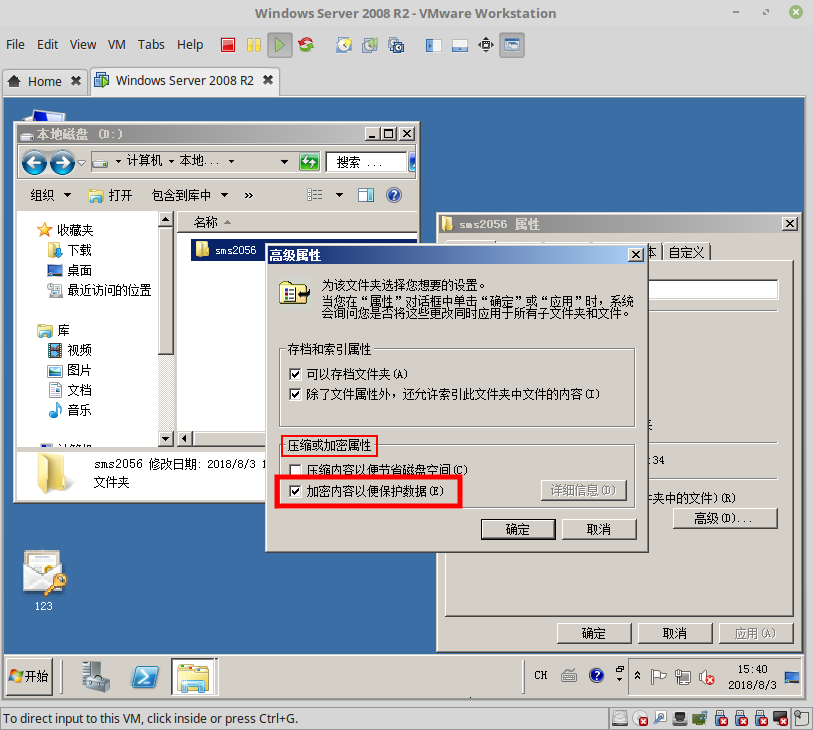 Windows Server 2008 R2 - VMware Workstation
File Edit View VM Tabs Help
Home
Windows Server 2008 R2
本地磁盘 (D:)
计算机 本地... 搜索 ...
组织 打开 包含到库中 »
收藏夹
下载
桌面
最近访问的位置
库
视频
图片
文档
音乐
名称
sms2056
sms2056 修改日期: 2018/8/3 1
文件夹
sms2056 属性
自定义
:34
夹中的文件)(R)
高级(D)...
确定 取消 应用(A)
高级属性
为该文件夹选择您想要的设置。
当您在“属性”对话框中单击“确定”或“应用”时，系统
会询问您是否将这些更改同时应用于所有子文件夹和文件。
存档和索引属性
可以存档文件夹(A)
除了文件属性外，还允许索引此文件夹中文件的内容(I)
压缩或加密属性
压缩内容以便节省磁盘空间(C)
加密内容以便保护数据(E)
详细信息(D)
确定 取消
123
开始
CH
15:40
2018/8/3
To direct input to this VM, click inside or press Ctrl+G.